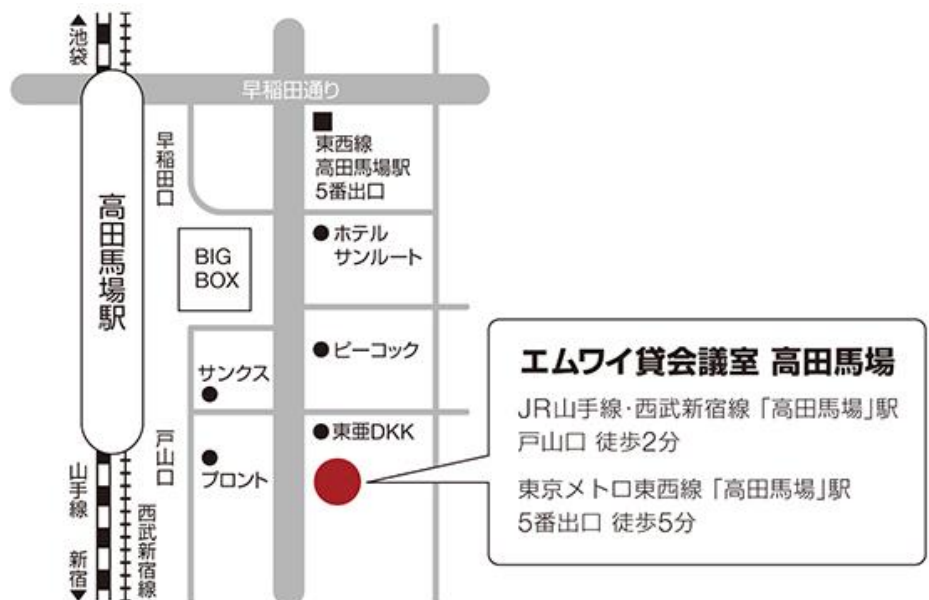 ▲池袋
早稲田通り
早稲田口
東西線
高田馬場駅
5番出口
高田馬場駅
ホテル
サンルート
BIG
BOX
ピーコック
サンクス
東亜DKK
戸山口
プロント
山手線
新宿▼
西武新宿線
エムワイ貸会議室 高田馬場
JR山手線・西武新宿線「高田馬場」駅
戸山口 徒歩2分
東京メトロ東西線「高田馬場」駅
5番出口 徒歩5分